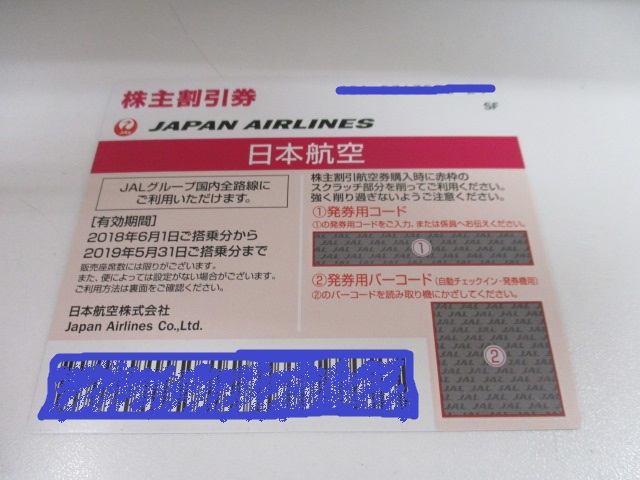 株主割引券
SF
JAL
JAPAN AIRLINES
日本航空
JALグループ国内全路線に
ご利用いただけます。
[有効期間]
2018年6月1日ご搭乗分から
2019年5月31日ご搭乗分まで
販売座席数には限りがございます。
また、便によっては設定がない場合がございます。
ご利用方法は裏面をご確認ください。
日本航空株式会社
Japan Airlines Co.,Ltd.
株主割引航空券購入時に赤枠の
スクラッチ部分を削ってご利用ください。
強く削り過ぎないようご注意ください。
①発券用コード
①の発券用コードをご入力、または係員へお伝えください。
①
②発券用バーコード(自動チェックイン・発券機用)
②のバーコードを読み取り機にかざしてください。
JAL JAL JAL JAL
②